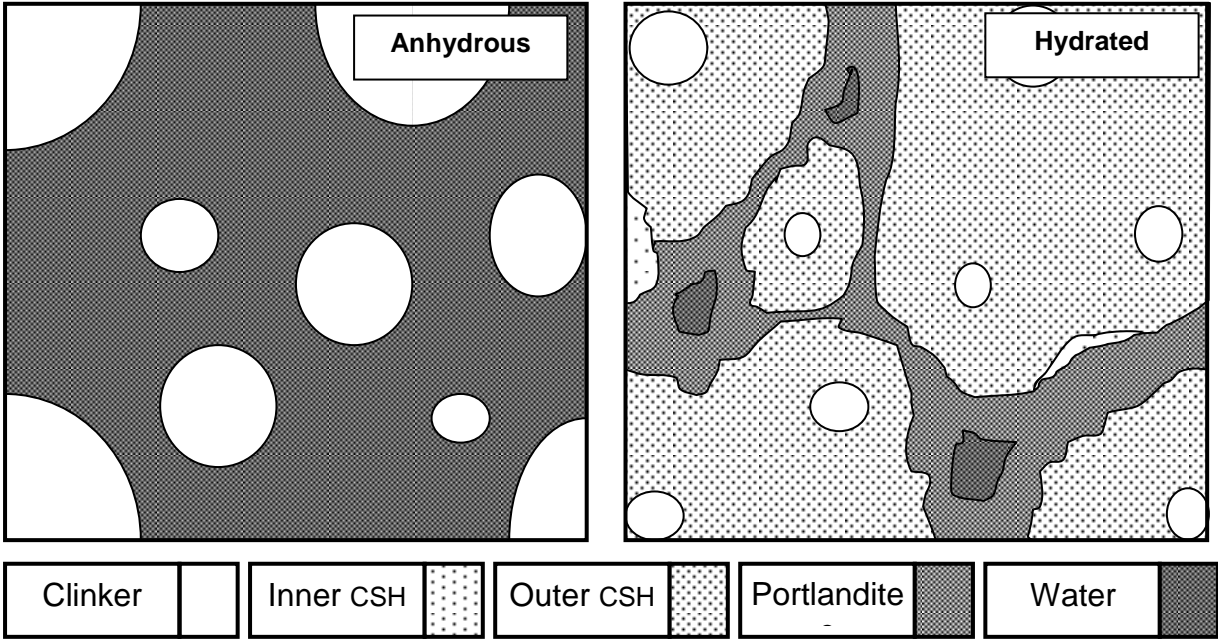 Anhydrous
Hydrated
Clinker
Inner CSH
Outer CSH
Portlandite
Water